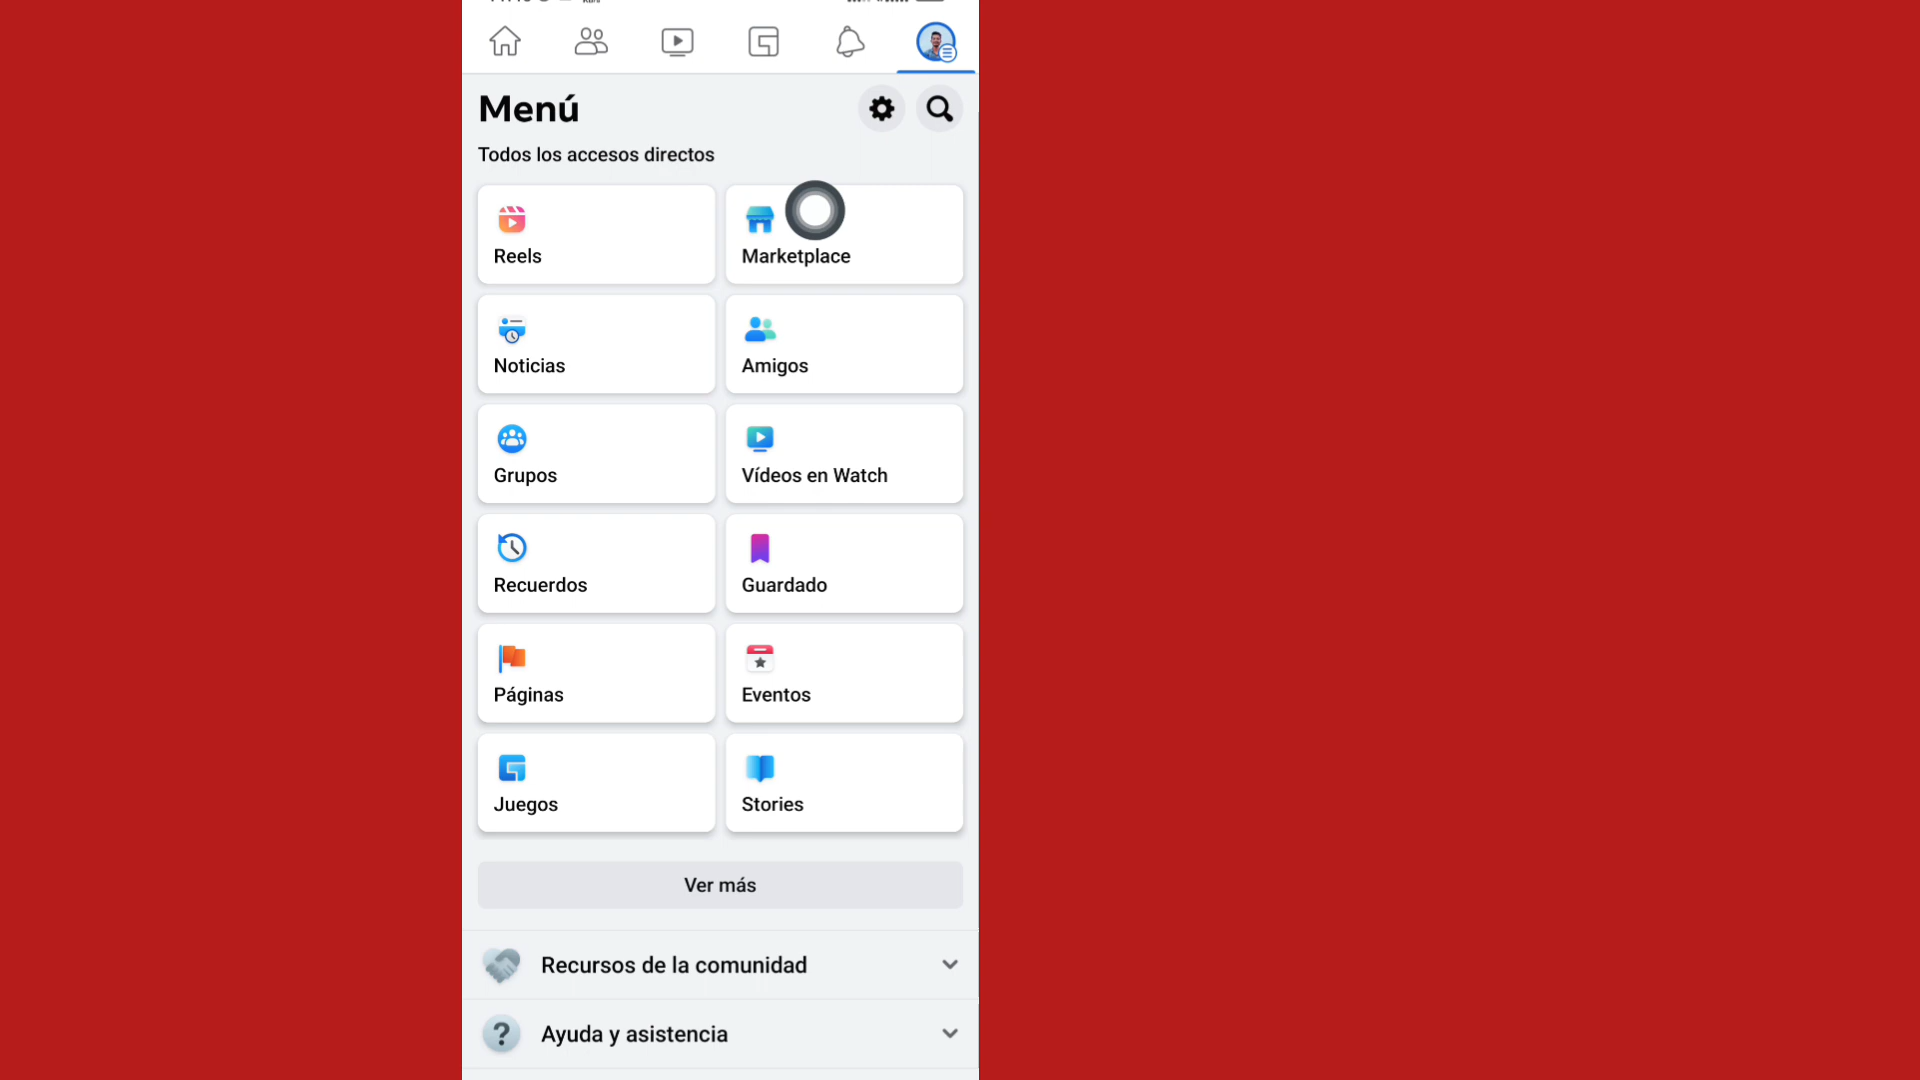 Menú
Todos los accesos directos
Reels
Marketplace
Noticias
Amigos
Grupos
Vídeos en Watch
Recuerdos
Guardado
Páginas
Eventos
Juegos
Stories
Ver más
Recursos de la comunidad
Ayuda y asistencia